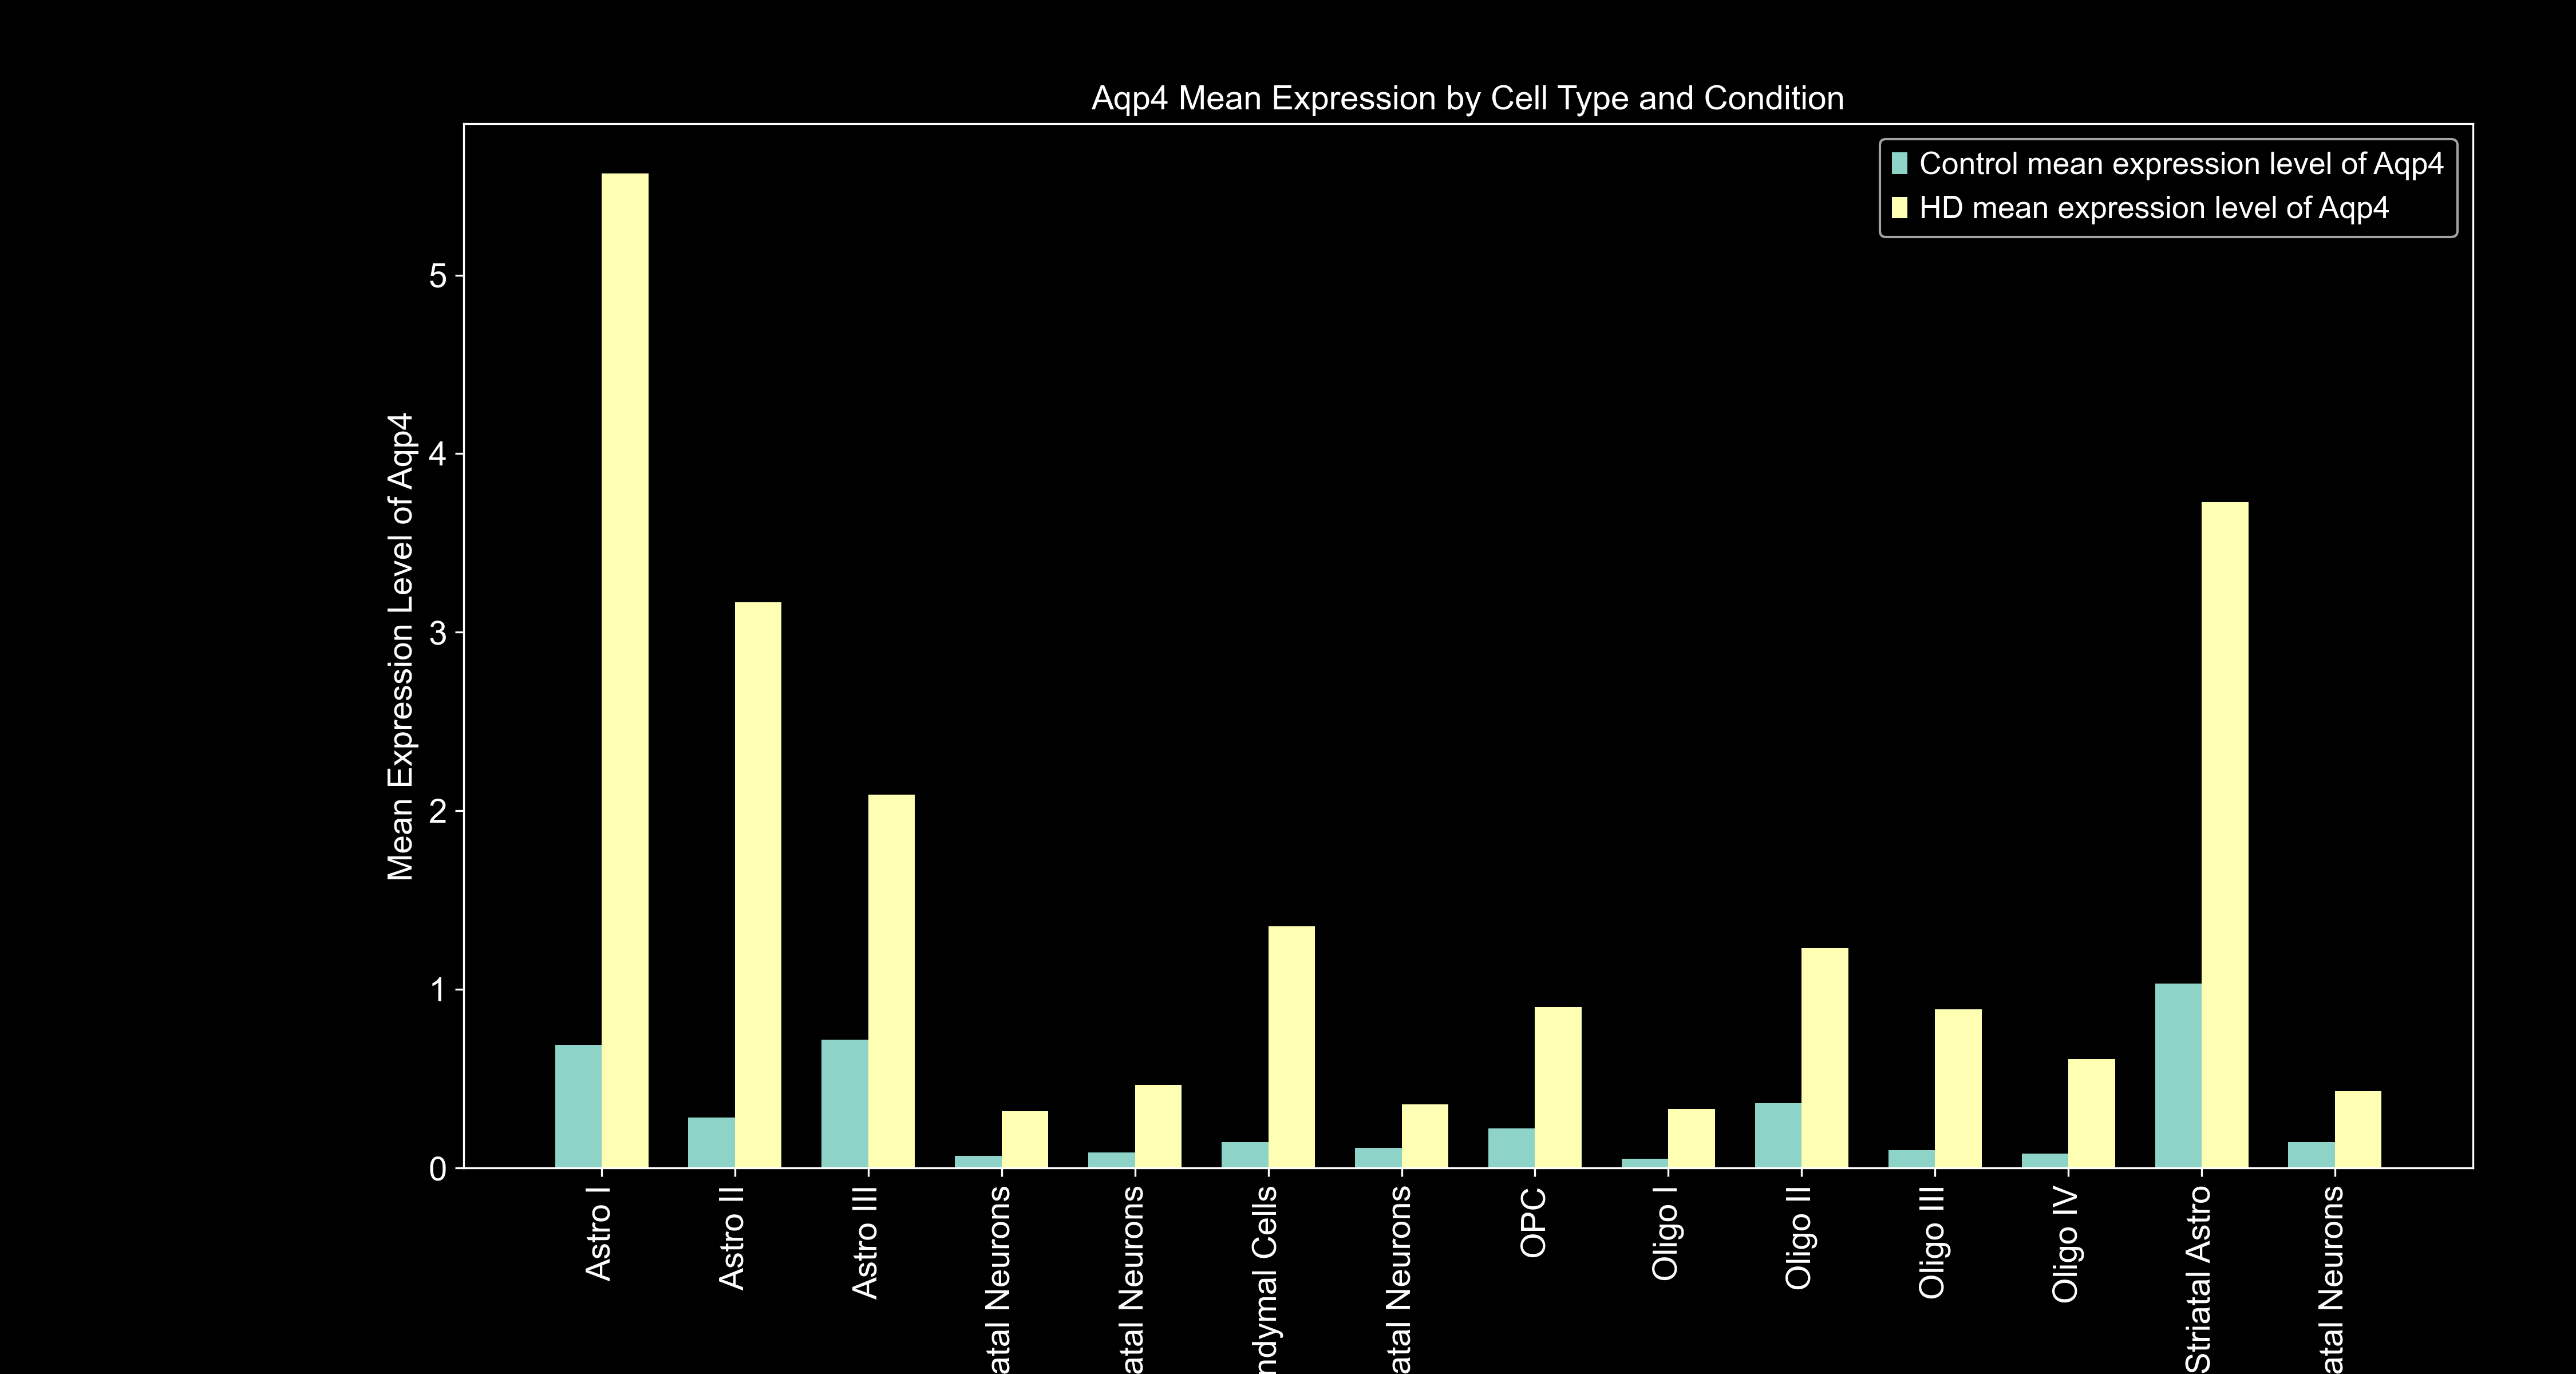 Aqp4 Mean Expression by Cell Type and Condition
Control mean expression level of Aqp4
HD mean expression level of Aqp4
Mean Expression Level of Aqp4
5
4
3
2
1
0
Astro I
Astro II
Astro III
atal Neurons
atal Neurons
ndymal Cells
atal Neurons
OPC
Oligo I
Oligo II
Oligo III
Oligo IV
Striatal Astro
atal Neurons